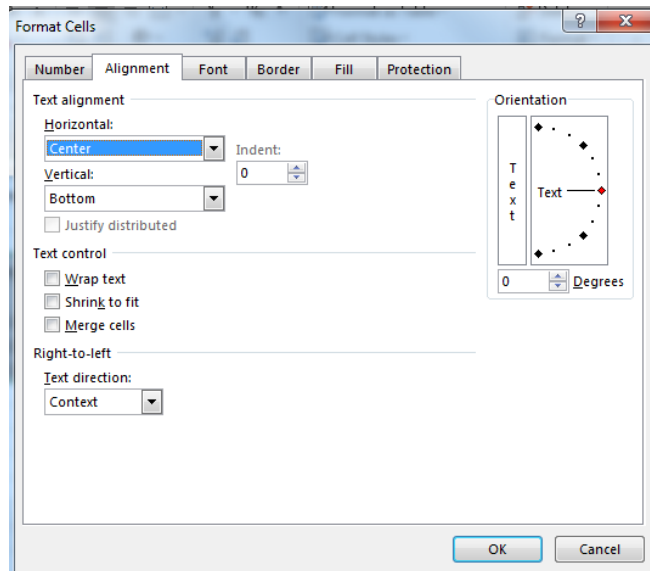 Format Cells
Number Alignment Font Border Fill Protection
Text alignment
Horizontal:
Center
Indent:
0
Vertical:
Bottom
Justify distributed
Text control
Wrap text
Shrink to fit
Merge cells
Right-to-left
Text direction:
Context
Orientation
T
e
x
t
Text
0 Degrees
OK Cancel